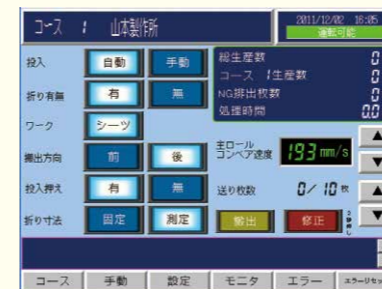 コース 1 山本製作所
2011/12/02 16:05
運転可能
投入 自動 手動
折り有無 有 無
ワーク シーツ
搬出方向 前 後
投入押え 有 無
折り寸法 固定 測定
総生産数 0
コース 1生産数 0
NG排出枚数 0
処理時間 0.0
主ロール
コンベア速度 193 mm/s
送り枚数 0/ 10 枚
搬出 修正
コース 手動 設定 モニタ エラー エラーリセット